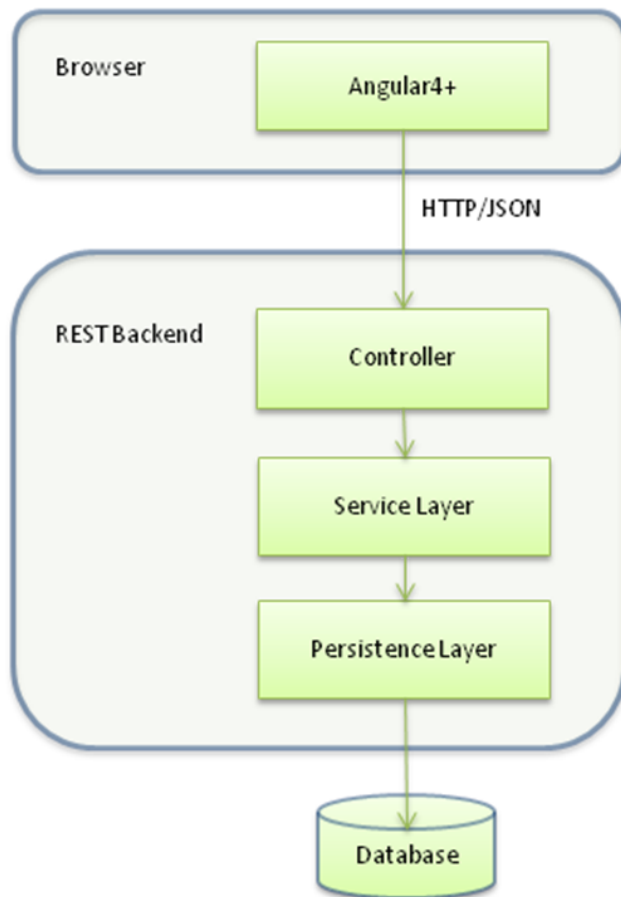 Browser
Angular4+
HTTP/JSON
REST Backend
Controller
Service Layer
Persistence Layer
Database